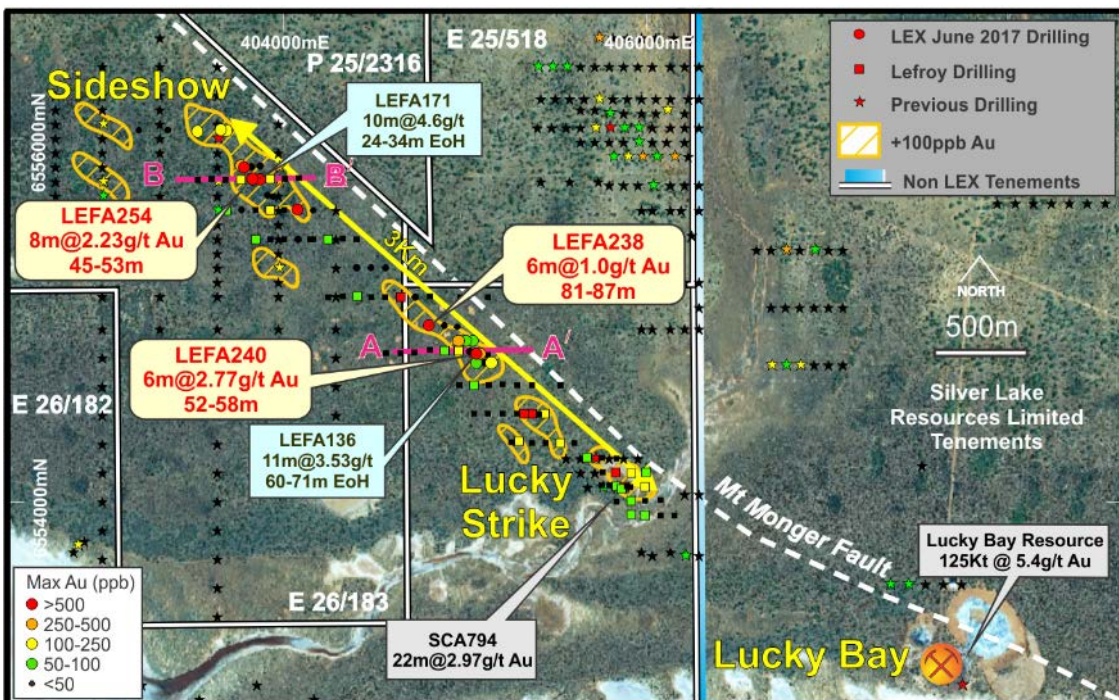 404000mE
E 25/518
406000mE
P 25/2316
Sideshow
LEFA171
10m@4.6g/t
24-34m EoH
6556000mN
B
B'
LEFA254
8m@2.23g/t Au
45-53m
3Km
LEFA238
6m@1.0g/t Au
81-87m
A
A'
LEFA240
6m@2.77g/t Au
52-58m
E 26/182
LEFA136
11m@3.53g/t
60-71m EoH
6554000mN
Lucky
Strike
E 26/183
SCA794
22m@2.97g/t Au
LEX June 2017 Drilling
Lefroy Drilling
Previous Drilling
+100ppb Au
Non LEX Tenements
NORTH
500m
Silver Lake
Resources Limited
Tenements
Mt Monger Fault
Lucky Bay Resource
125Kt @ 5.4g/t Au
Lucky Bay
Max Au (ppb)
>500
250-500
100-250
50-100
<50